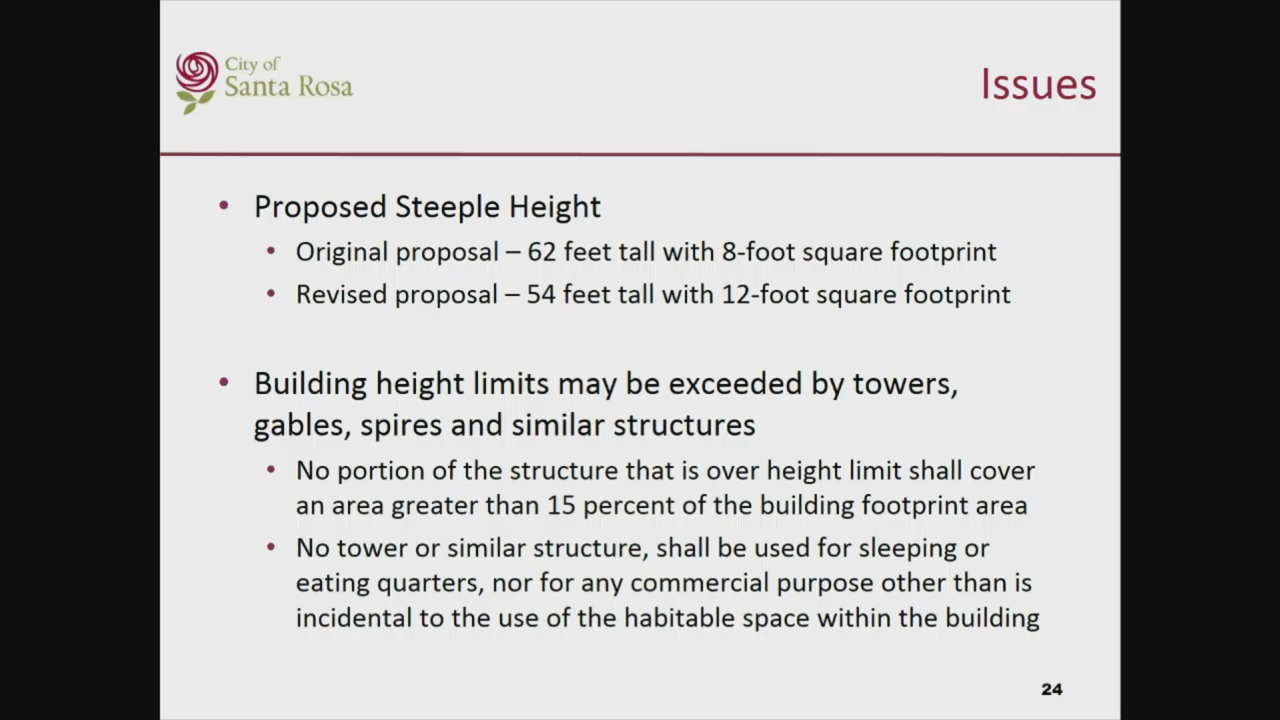 City of
Santa Rosa
Issues
• Proposed Steeple Height
• Original proposal – 62 feet tall with 8-foot square footprint
• Revised proposal – 54 feet tall with 12-foot square footprint
• Building height limits may be exceeded by towers,
gables, spires and similar structures
• No portion of the structure that is over height limit shall cover
an area greater than 15 percent of the building footprint area
• No tower or similar structure, shall be used for sleeping or
eating quarters, nor for any commercial purpose other than is
incidental to the use of the habitable space within the building
24